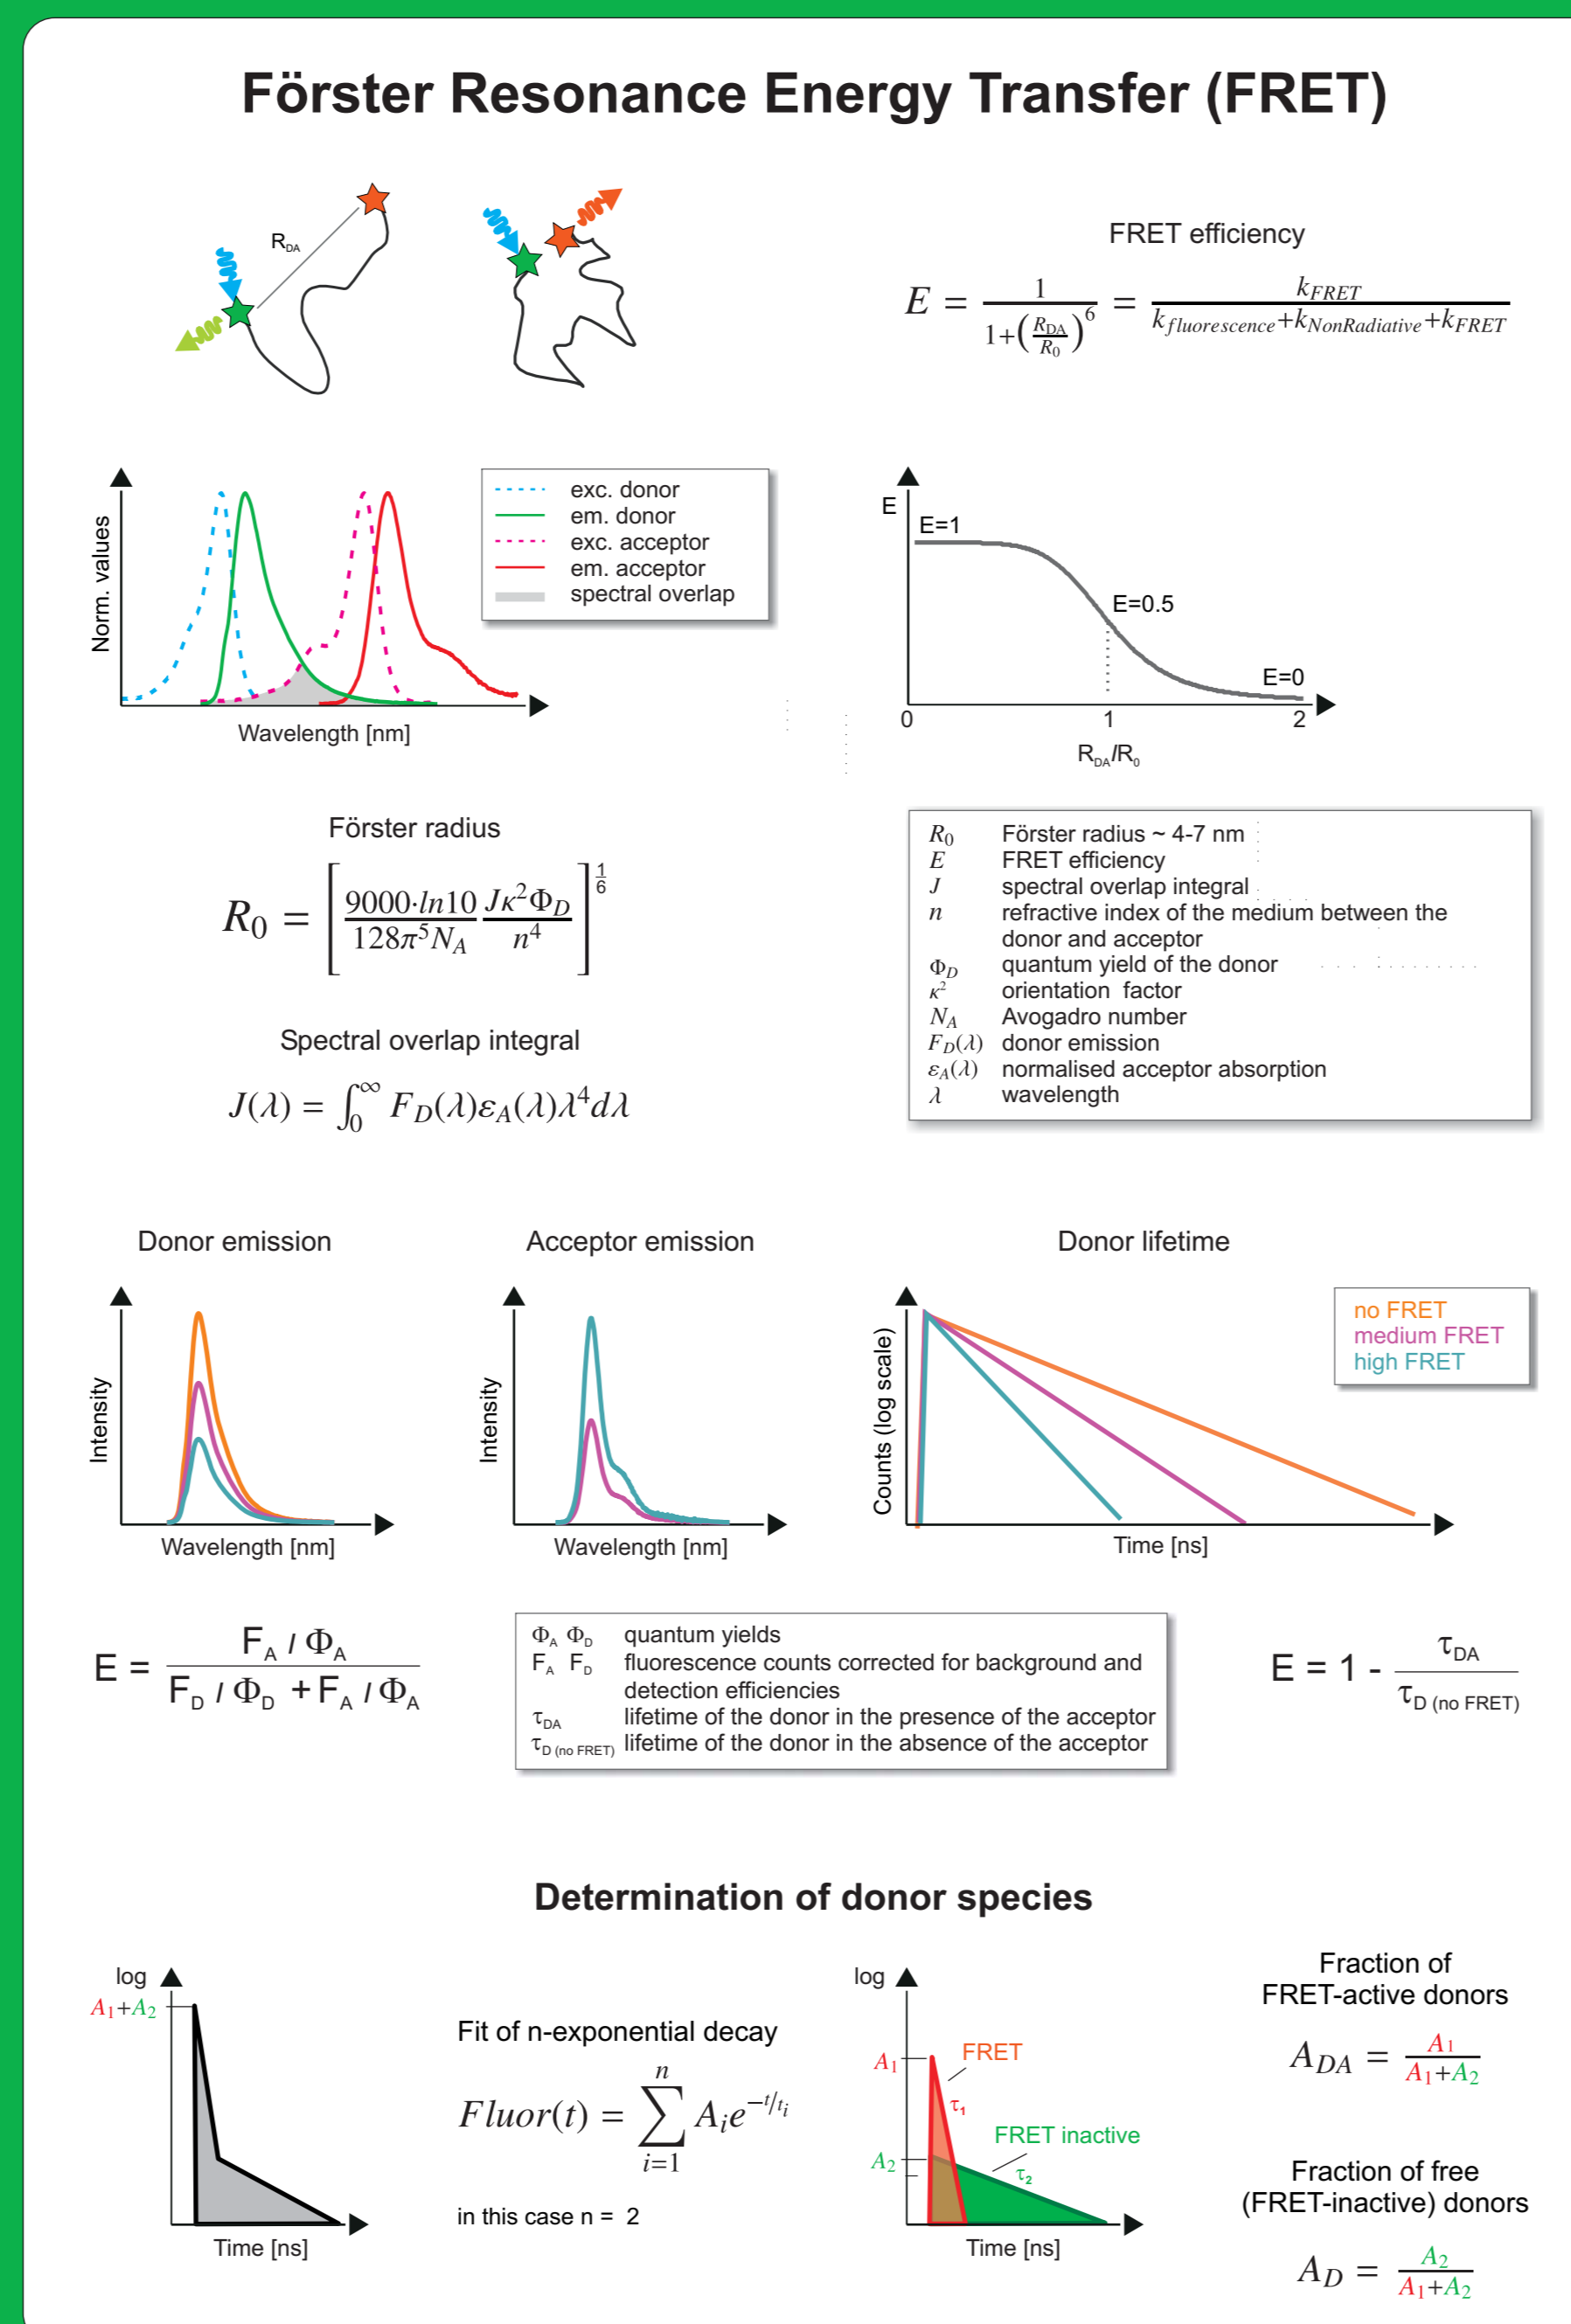 Förster Resonance Energy Transfer (FRET)
R_DA
FRET efficiency
E = 1 / (1+(R_DA/R_0)^6) = k_FRET / (k_fluorescence+k_NonRadiative+k_FRET)
Norm. values
Wavelength [nm]
exc. donor
em. donor
exc. acceptor
em. acceptor
spectral overlap
E
E=1
E=0.5
E=0
0 1 2
R_DA/R_0
Förster radius
R_0 = [ (9000·ln10 / 128π^5 N_A) (Jκ^2Φ_D / n^4) ]^(1/6)
Spectral overlap integral
J(λ) = ∫_0^∞ F_D(λ)ε_A(λ)λ^4dλ
R_0 Förster radius ~ 4-7 nm
E FRET efficiency
J spectral overlap integral
n refractive index of the medium between the
donor and acceptor
Φ_D quantum yield of the donor
κ^2 orientation factor
N_A Avogadro number
F_D(λ) donor emission
ε_A(λ) normalised acceptor absorption
λ wavelength
Donor emission
Intensity
Wavelength [nm]
Acceptor emission
Intensity
Wavelength [nm]
Donor lifetime
Counts (log scale)
Time [ns]
no FRET
medium FRET
high FRET
E = (F_A / Φ_A) / (F_D / Φ_D + F_A / Φ_A)
Φ_A Φ_D quantum yields
F_A F_D fluorescence counts corrected for background and
detection efficiencies
τ_DA lifetime of the donor in the presence of the acceptor
τ_D (no FRET) lifetime of the donor in the absence of the acceptor
E = 1 - τ_DA / τ_D (no FRET)
Determination of donor species
log
A_1+A_2
Time [ns]
Fit of n-exponential decay
Fluor(t) = ∑_{i=1}^{n} A_i e^{-t/t_i}
in this case n = 2
log
A_1
FRET
τ_1
FRET inactive
A_2
τ_2
Time [ns]
Fraction of
FRET-active donors
A_DA = A_1 / (A_1+A_2)
Fraction of free
(FRET-inactive) donors
A_D = A_2 / (A_1+A_2)